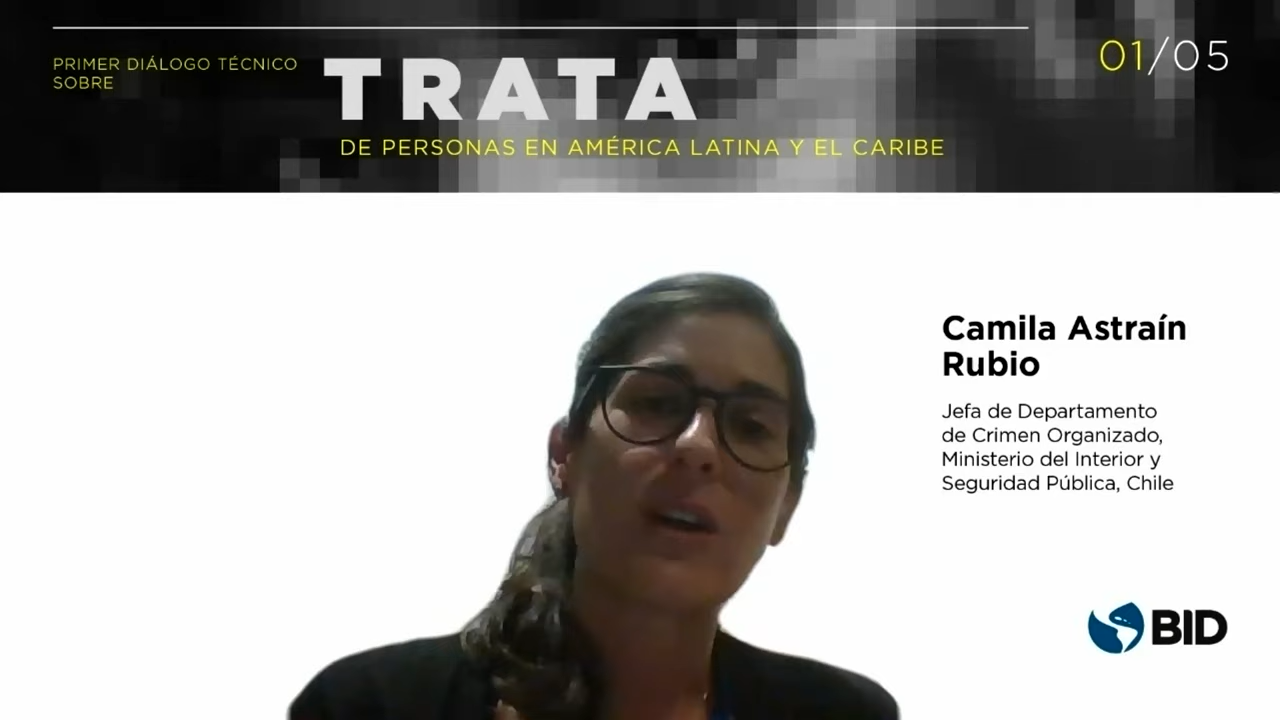 PRIMER DIÁLOGO TÉCNICO
SOBRE
TRATA
DE PERSONAS EN AMÉRICA LATINA Y EL CARIBE
01/05
Camila Astraín
Rubio
Jefa de Departamento
de Crimen Organizado,
Ministerio del Interior y
Seguridad Pública, Chile
BID